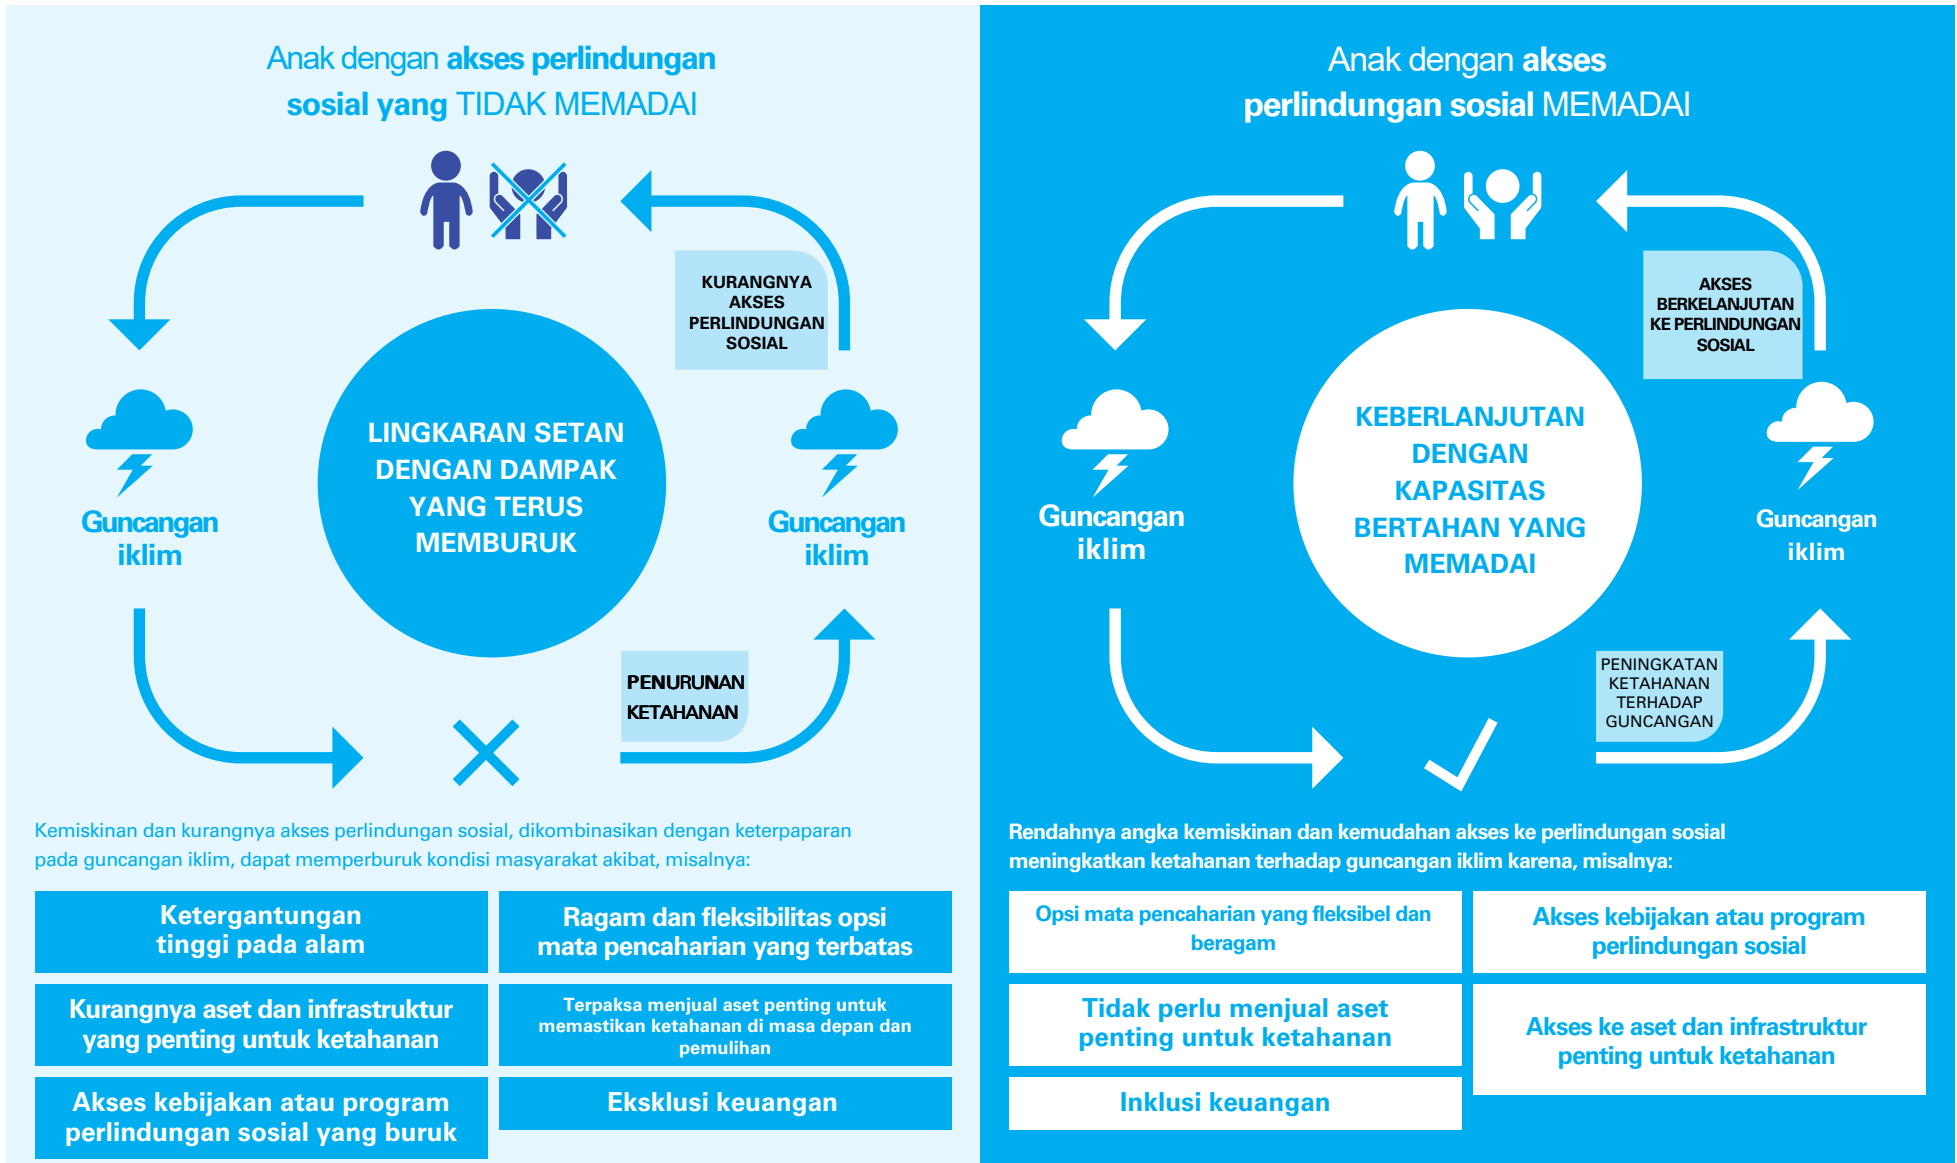 Anak dengan akses perlindungan
sosial yang TIDAK MEMADAI
KURANGNYA
AKSES
PERLINDUNGAN
SOSIAL
LINGKARAN SETAN
DENGAN DAMPAK
YANG TERUS
MEMBURUK
Guncangan
iklim
Guncangan
iklim
PENURUNAN
KETAHANAN
Kemiskinan dan kurangnya akses perlindungan sosial, dikombinasikan dengan keterpaparan
pada guncangan iklim, dapat memperburuk kondisi masyarakat akibat, misalnya:
Ketergantungan
tinggi pada alam
Ragam dan fleksibilitas opsi
mata pencaharian yang terbatas
Kurangnya aset dan infrastruktur
yang penting untuk ketahanan
Terpaksa menjual aset penting untuk
memastikan ketahanan di masa depan dan
pemulihan
Akses kebijakan atau program
perlindungan sosial yang buruk
Eksklusi keuangan
Anak dengan akses
perlindungan sosial MEMADAI
AKSES
BERKELANJUTAN
KE PERLINDUNGAN
SOSIAL
KEBERLANJUTAN
DENGAN
KAPASITAS
BERTAHAN YANG
MEMADAI
Guncangan
iklim
Guncangan
iklim
PENINGKATAN
KETAHANAN
TERHADAP
GUNCANGAN
Rendahnya angka kemiskinan dan kemudahan akses ke perlindungan sosial
meningkatkan ketahanan terhadap guncangan iklim karena, misalnya:
Opsi mata pencaharian yang fleksibel dan
beragam
Akses kebijakan atau program
perlindungan sosial
Tidak perlu menjual aset
penting untuk ketahanan
Akses ke aset dan infrastruktur
penting untuk ketahanan
Inklusi keuangan